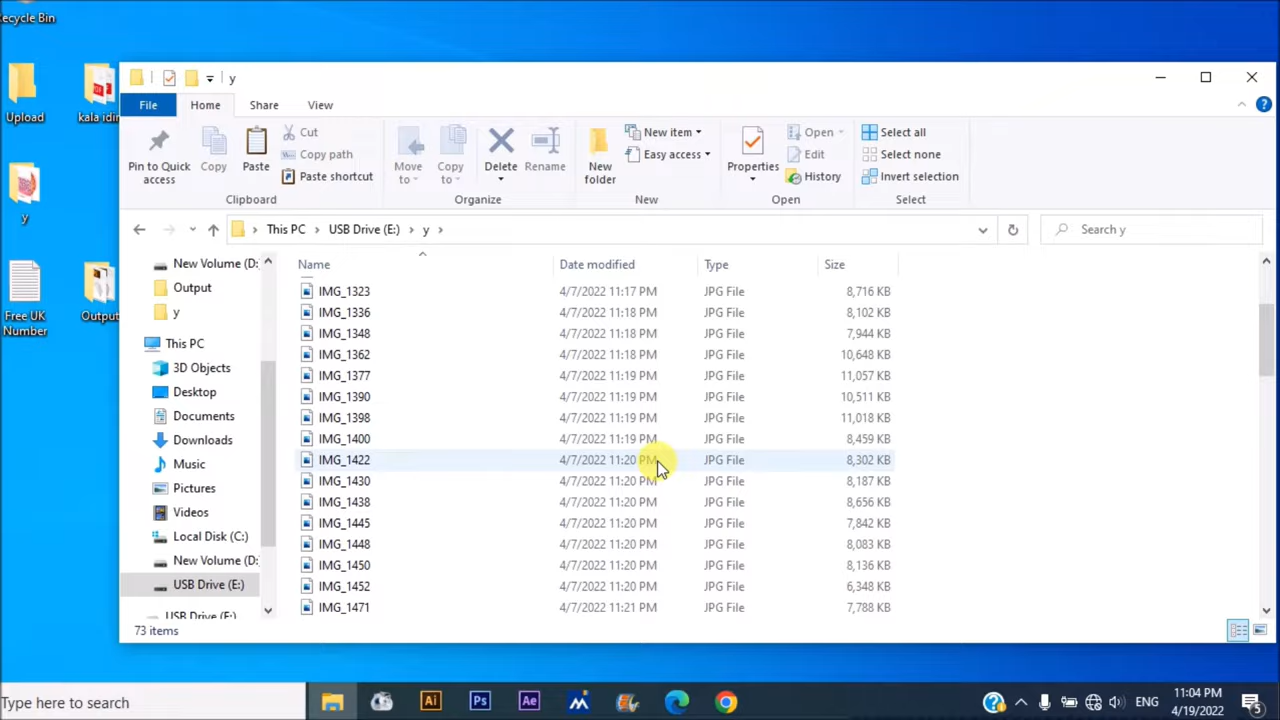 ecycle Bin
Upload
kala idir
y
Free UK
Number
Output
y
File
Home
Share
View
Pin to Quick
access
Copy
Paste
Cut
Copy path
Paste shortcut
Clipboard
Move
to
Copy
to
Delete
Rename
Organize
New
folder
New item
Easy access
New
Properties
Open
Edit
History
Open
Select all
Select none
Invert selection
Select
This PC
USB Drive (E:)
y
Search y
New Volume (D:
Output
y
This PC
3D Objects
Desktop
Documents
Downloads
Music
Pictures
Videos
Local Disk (C:)
New Volume (D:
USB Drive (E:)
USB Drive (E:)
Name Date modified Type Size
IMG_1323 4/7/2022 11:17 PM JPG File 8,716 KB
IMG_1336 4/7/2022 11:18 PM JPG File 8,102 KB
IMG_1348 4/7/2022 11:18 PM JPG File 7,944 KB
IMG_1362 4/7/2022 11:18 PM JPG File 10,648 KB
IMG_1377 4/7/2022 11:19 PM JPG File 11,057 KB
IMG_1390 4/7/2022 11:19 PM JPG File 10,511 KB
IMG_1398 4/7/2022 11:19 PM JPG File 11,018 KB
IMG_1400 4/7/2022 11:19 PM JPG File 8,459 KB
IMG_1422 4/7/2022 11:20 PM JPG File 8,302 KB
IMG_1430 4/7/2022 11:20 PM JPG File 8,187 KB
IMG_1438 4/7/2022 11:20 PM JPG File 8,656 KB
IMG_1445 4/7/2022 11:20 PM JPG File 7,842 KB
IMG_1448 4/7/2022 11:20 PM JPG File 8,083 KB
IMG_1450 4/7/2022 11:20 PM JPG File 8,136 KB
IMG_1452 4/7/2022 11:20 PM JPG File 6,348 KB
IMG_1471 4/7/2022 11:21 PM JPG File 7,788 KB
73 items
Type here to search
Ai
Ps
Ae
ENG
11:04 PM
4/19/2022
5